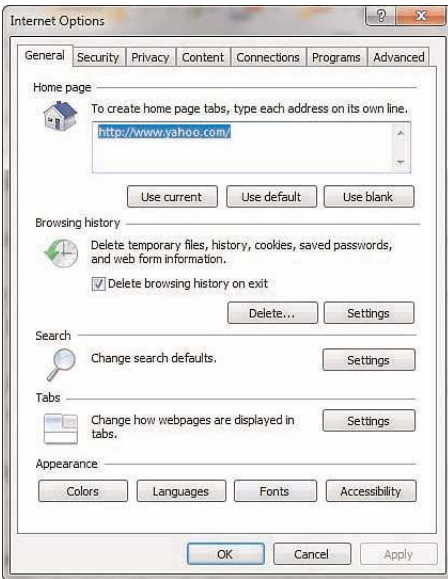 Internet Options
General Security Privacy Content Connections Programs Advanced
Home page
To create home page tabs, type each address on its own line.
http://www.yahoo.com/
Use current Use default Use blank
Browsing history
Delete temporary files, history, cookies, saved passwords,
and web form information.
Delete browsing history on exit
Delete... Settings
Search
Change search defaults.
Settings
Tabs
Change how webpages are displayed in
tabs.
Settings
Appearance
Colors Languages Fonts Accessibility
OK Cancel Apply